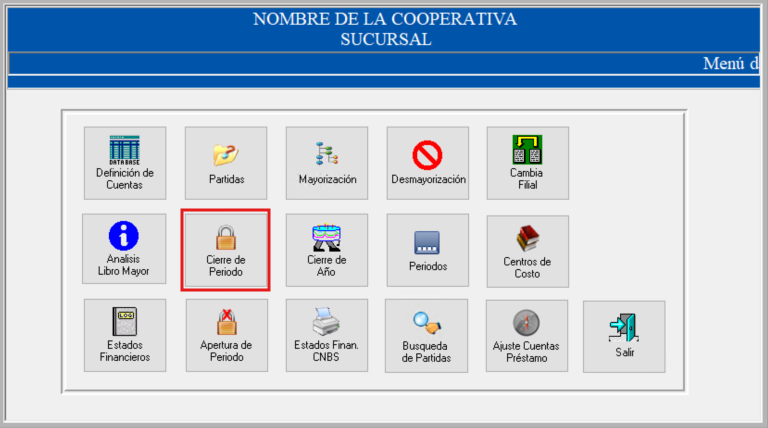 NOMBRE DE LA COOPERATIVA
SUCURSAL
Menú d
DATABASE
Definición de
Cuentas
Partidas
Mayorización
Desmayorización
Cambia
Filial
Analisis
Libro Mayor
Cierre de
Periodo
Cierre de
Año
Periodos
Centros de
Costo
LOG
Estados
Financieros
Apertura de
Periodo
Estados Finan.
CNBS
Busqueda
de Partidas
Ajuste Cuentas
Préstamo
Salir